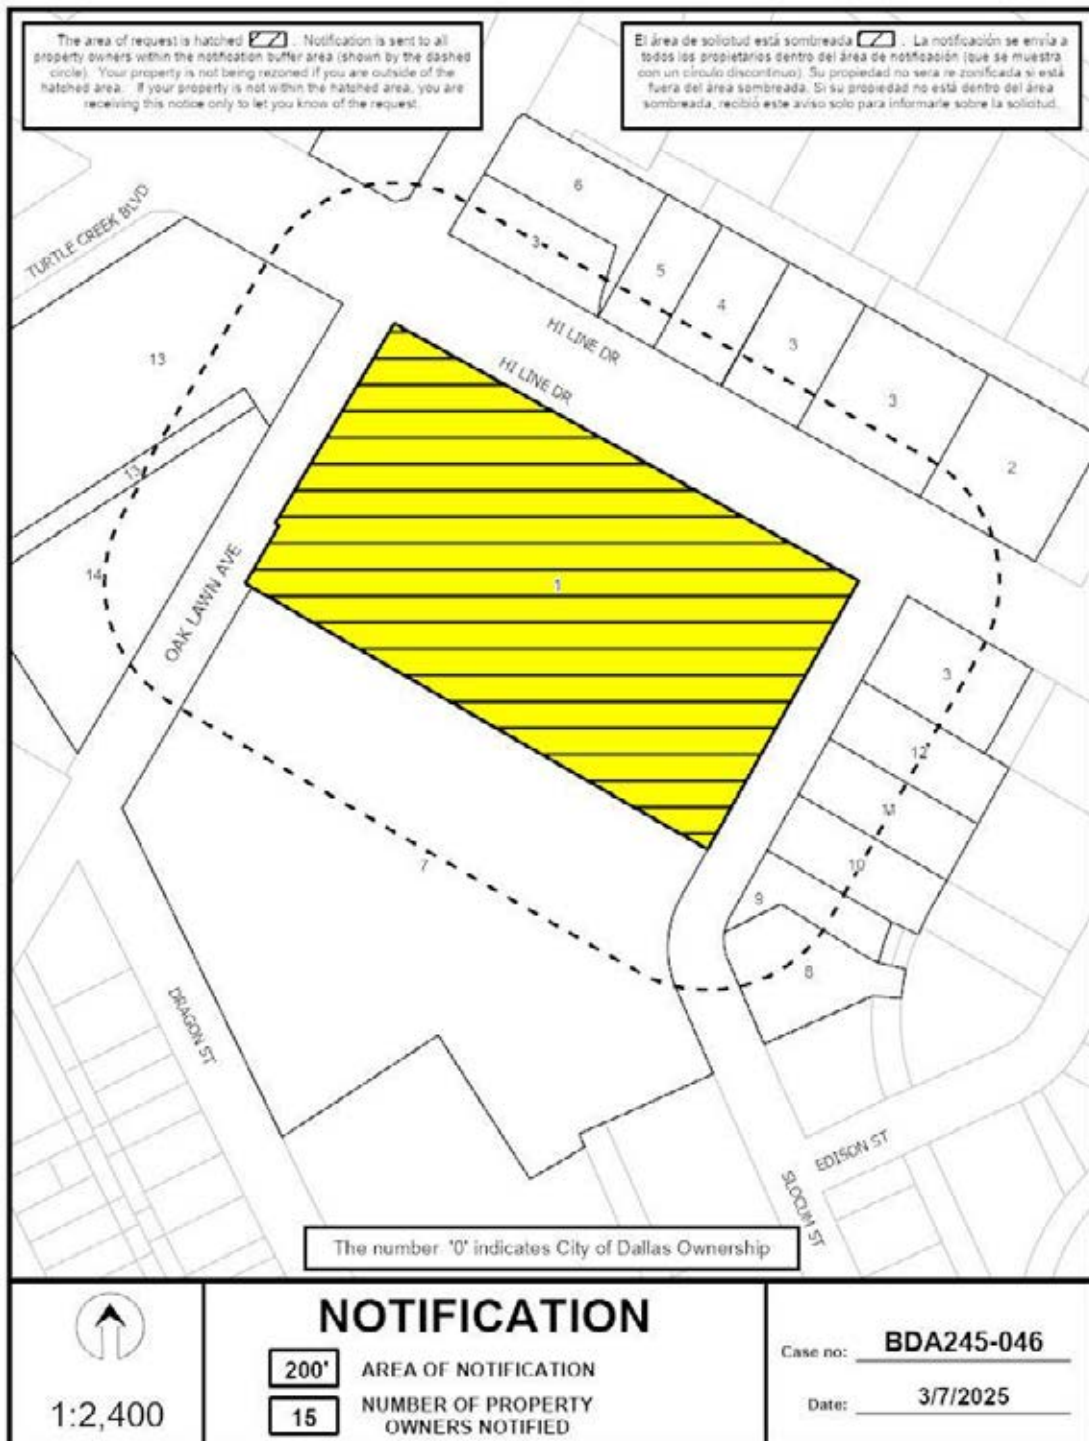 The area of request is hatched . Notification is sent to all
property owners within the notification buffer area (shown by the dashed
circle). Your property is not being rezoned if you are outside of the
hatched area. If your property is not within the hatched area, you are
receiving this notice only to let you know of the request.
El área de solicitud está sombreada . La notificación se envía a
todos los propietarios dentro del área de notificación (que se muestra
con un círculo discontinuo). Su propiedad no sera re zonificada si está
fuera del área sombreada. Si su propiedad no está dentro del área
sombreada, recibió este aviso solo para informarle sobre la solicitud.
TURTLE CREEK BLVD
6
3
5
4
3
3
2
HI LINE DR
HI LINE DR
13
13
14
OAK LAWN AVE
1
3
12
M
10
9
8
7
DRAGON ST
EDISON ST
SLOCUM ST
The number '0' indicates City of Dallas Ownership
1:2,400
NOTIFICATION
200' AREA OF NOTIFICATION
15 NUMBER OF PROPERTY
OWNERS NOTIFIED
Case no: BDA245-046
Date: 3/7/2025